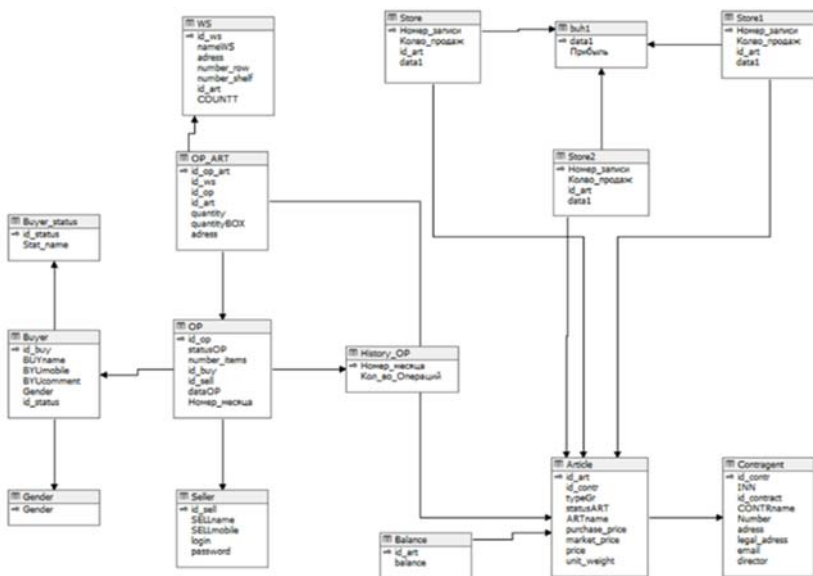 WS
id_ws
nameWS
adress
number_row
number_shelf
id_art
COUNTT
Store
Номер_записи
Колво_продаж
id_art
data1
buh1
data1
Прибыль
Store1
Номер_записи
Колво_продаж
id_art
data1
OP_ART
id_op_art
id_ws
id_op
id_art
quantity
quantityBOX
adress
Store2
Номер_записи
Колво_продаж
id_art
data1
Buyer_status
id_status
Stat_name
Buyer
id_buy
BUYname
BYUmobile
BYUcomment
Gender
id_status
OP
id_op
statusOP
number_items
id_buy
id_sell
dataOP
Номер_месяца
History_OP
Номер_месяца
Кол_во_Операций
Gender
Gender
Seller
id_sell
SELLname
SELLmobile
login
password
Balance
id_art
balance
Article
id_art
id_contr
typeGr
statusART
ARTname
purchase_price
market_price
price
unit_weight
Contragent
id_contr
INN
id_contract
CONTRname
Number
adress
legal_adress
email
director